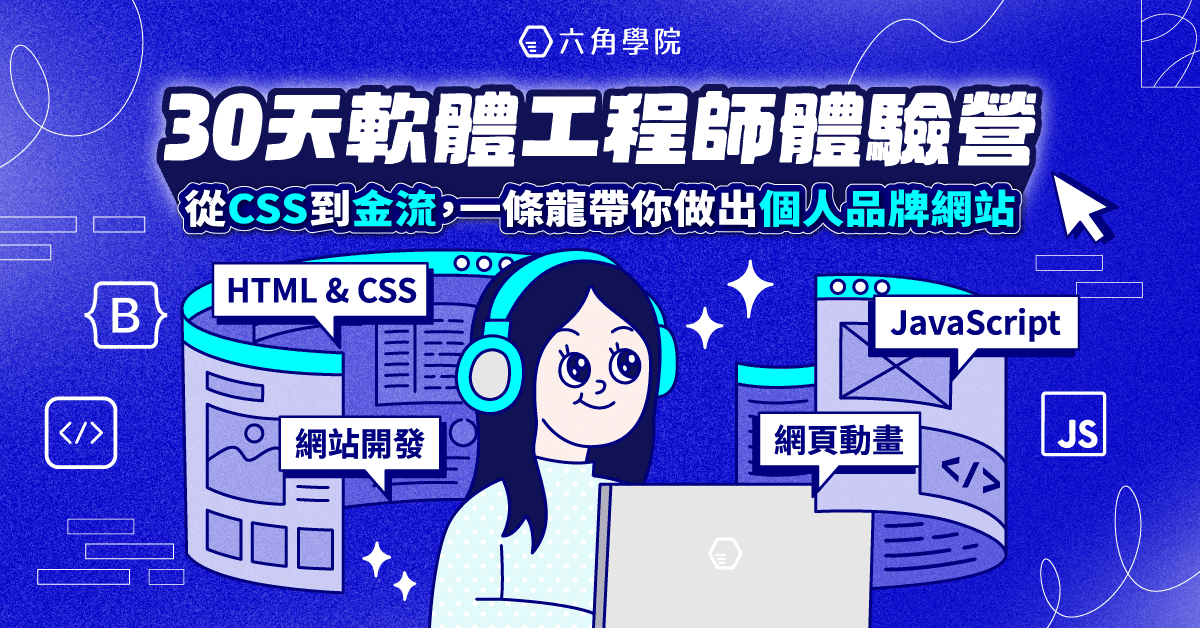 六角學院
30天軟體工程師體驗營
從CSS到金流，一條龍帶你做出個人品牌網站
HTML & CSS
JavaScript
B
</>
網站開發
網頁動畫
</>
JS